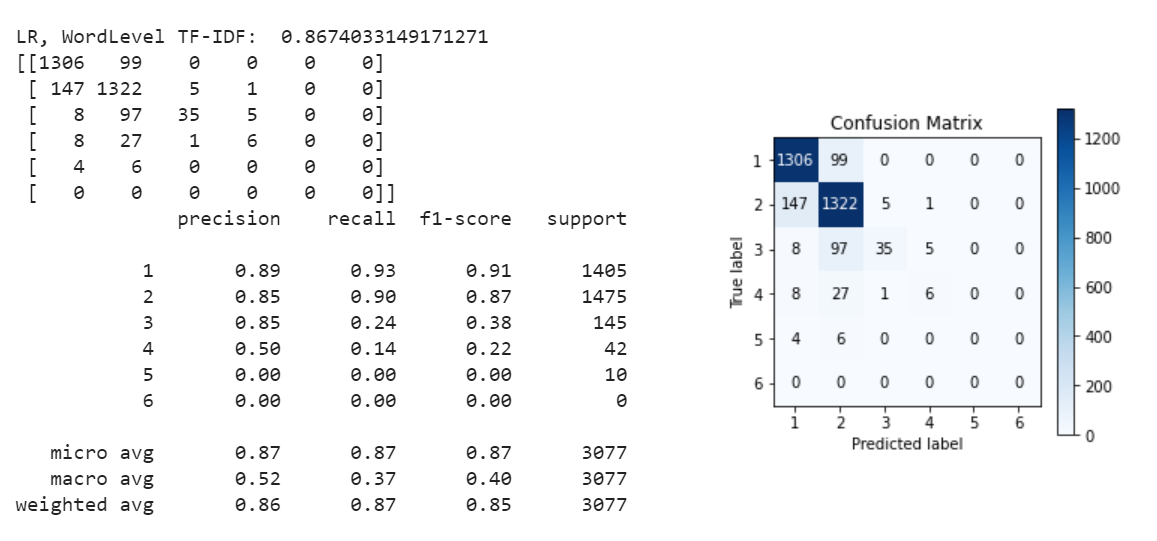 LR, WordLevel TF-IDF:  0.8674033149171271
[[1306   99    0    0    0    0]
 [ 147 1322    5    1    0    0]
 [   8   97   35    5    0    0]
 [   8   27    1    6    0    0]
 [   4    6    0    0    0    0]
 [   0    0    0    0    0    0]]
precision    recall  f1-score   support
1       0.89      0.93      0.91      1405
2       0.85      0.90      0.87      1475
3       0.85      0.24      0.38       145
4       0.50      0.14      0.22        42
5       0.00      0.00      0.00        10
6       0.00      0.00      0.00         0
micro avg       0.87      0.87      0.87      3077
macro avg       0.52      0.37      0.40      3077
weighted avg       0.86      0.87      0.85      3077
Confusion Matrix
True label
1 1306 99 0 0 0 0
2 147 1322 5 1 0 0
3 8 97 35 5 0 0
4 8 27 1 6 0 0
5 4 6 0 0 0 0
6 0 0 0 0 0 0
1 2 3 4 5 6
Predicted label
1200
1000
800
600
400
200
0